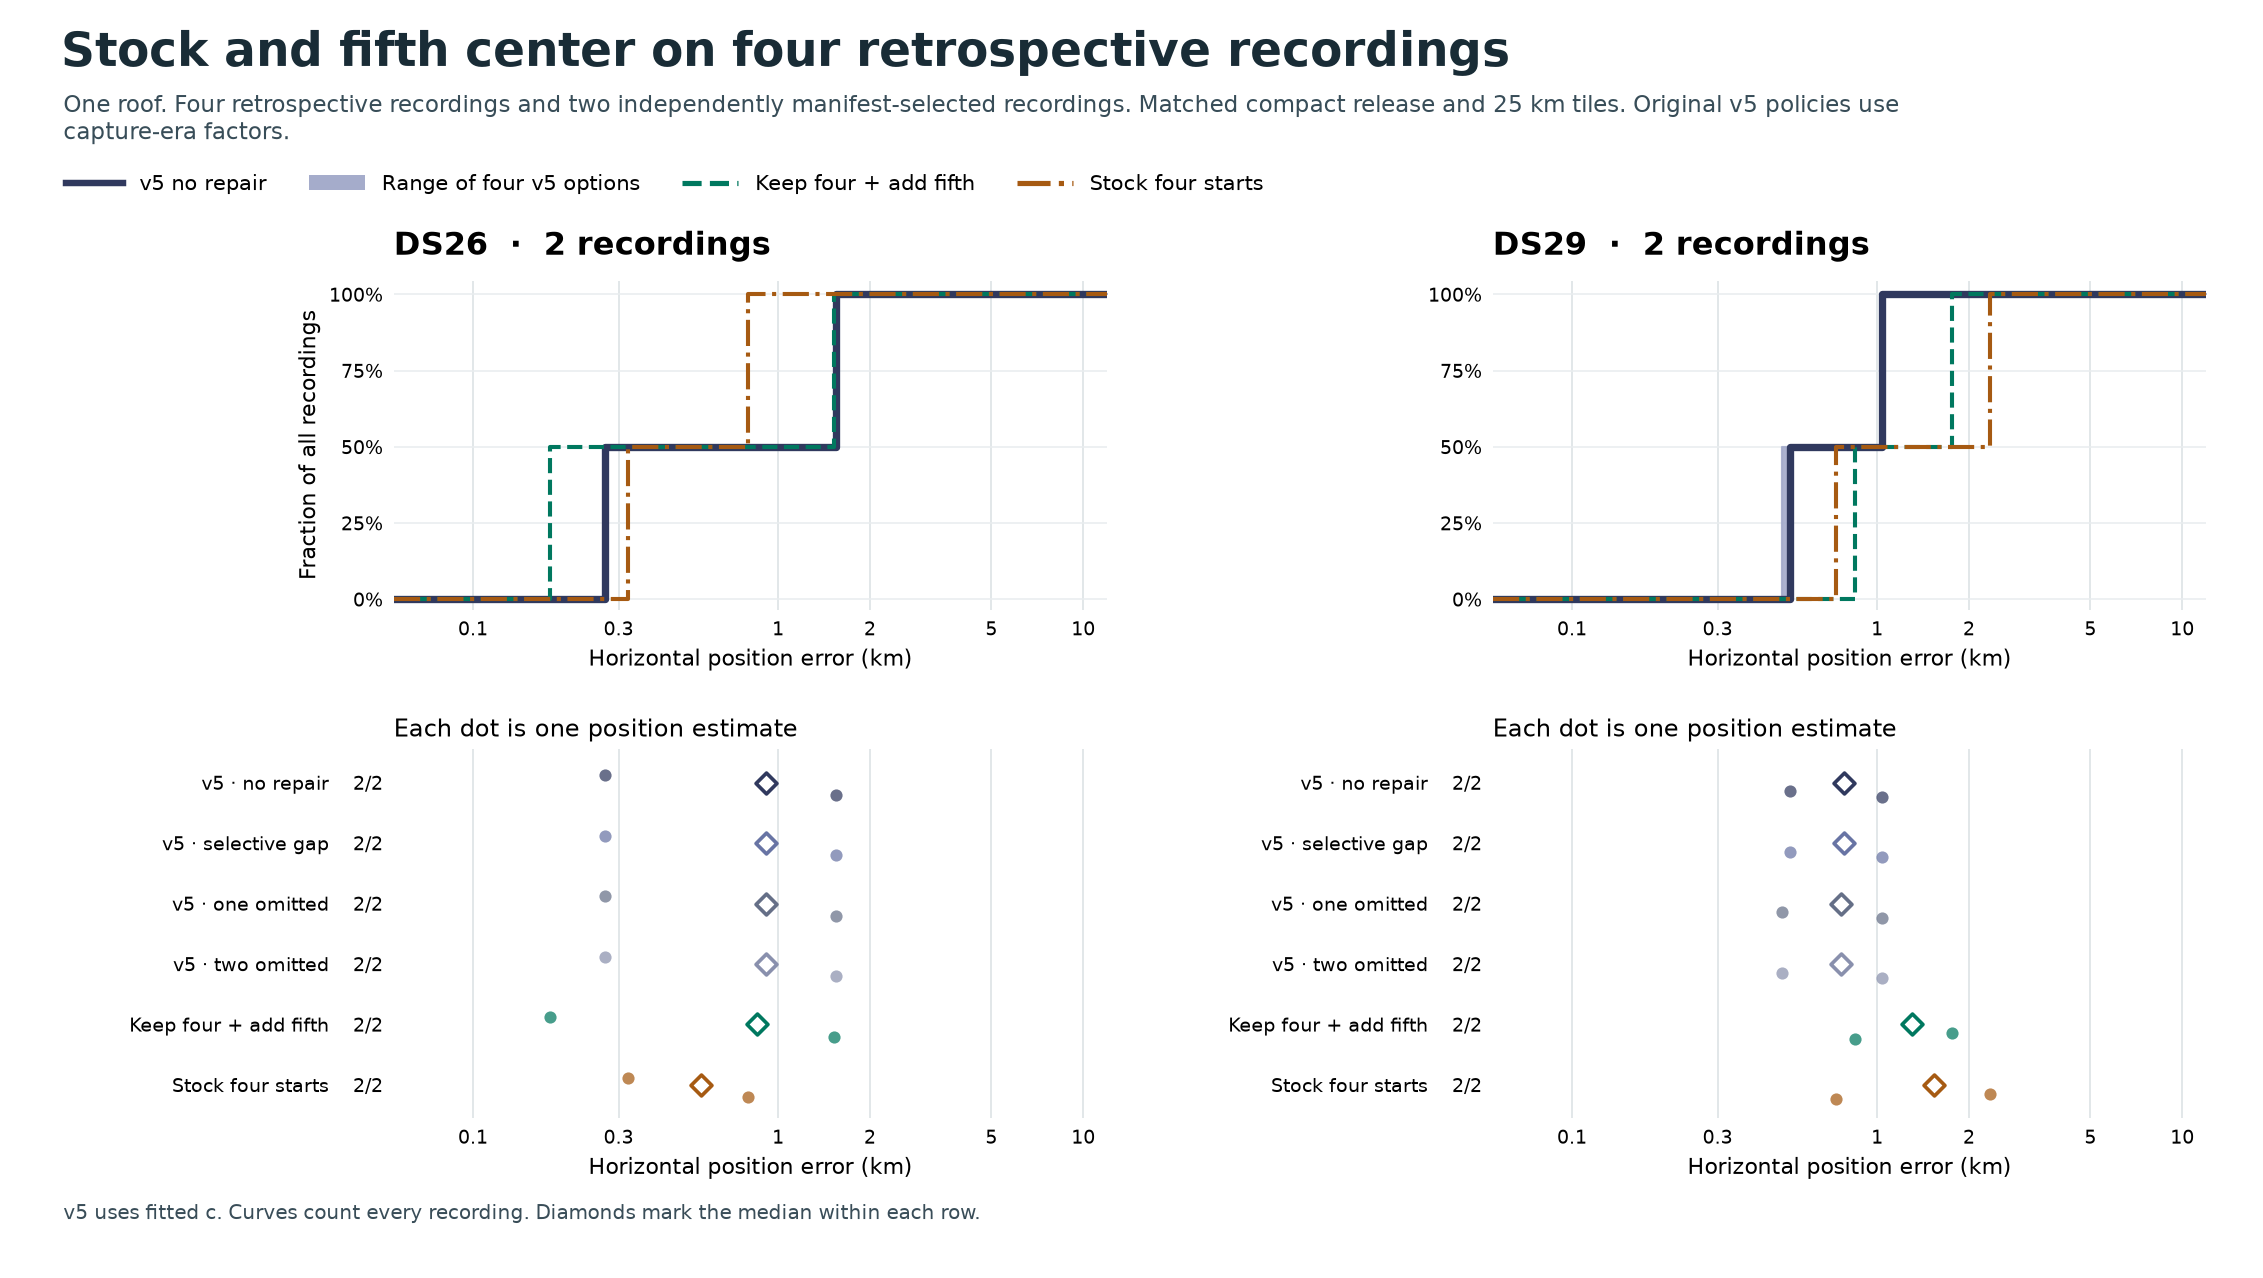 Stock and fifth center on four retrospective recordings
One roof. Four retrospective recordings and two independently manifest-selected recordings. Matched compact release and 25 km tiles. Original v5 policies use
capture-era factors.
v5 no repair
Range of four v5 options
Keep four + add fifth
Stock four starts
DS26 · 2 recordings
Fraction of all recordings
100%
75%
50%
25%
0%
0.1 0.3 1 2 5 10
Horizontal position error (km)
DS29 · 2 recordings
100%
75%
50%
25%
0%
0.1 0.3 1 2 5 10
Horizontal position error (km)
Each dot is one position estimate
v5 · no repair 2/2
v5 · selective gap 2/2
v5 · one omitted 2/2
v5 · two omitted 2/2
Keep four + add fifth 2/2
Stock four starts 2/2
0.1 0.3 1 2 5 10
Horizontal position error (km)
Each dot is one position estimate
v5 · no repair 2/2
v5 · selective gap 2/2
v5 · one omitted 2/2
v5 · two omitted 2/2
Keep four + add fifth 2/2
Stock four starts 2/2
0.1 0.3 1 2 5 10
Horizontal position error (km)
v5 uses fitted c. Curves count every recording. Diamonds mark the median within each row.